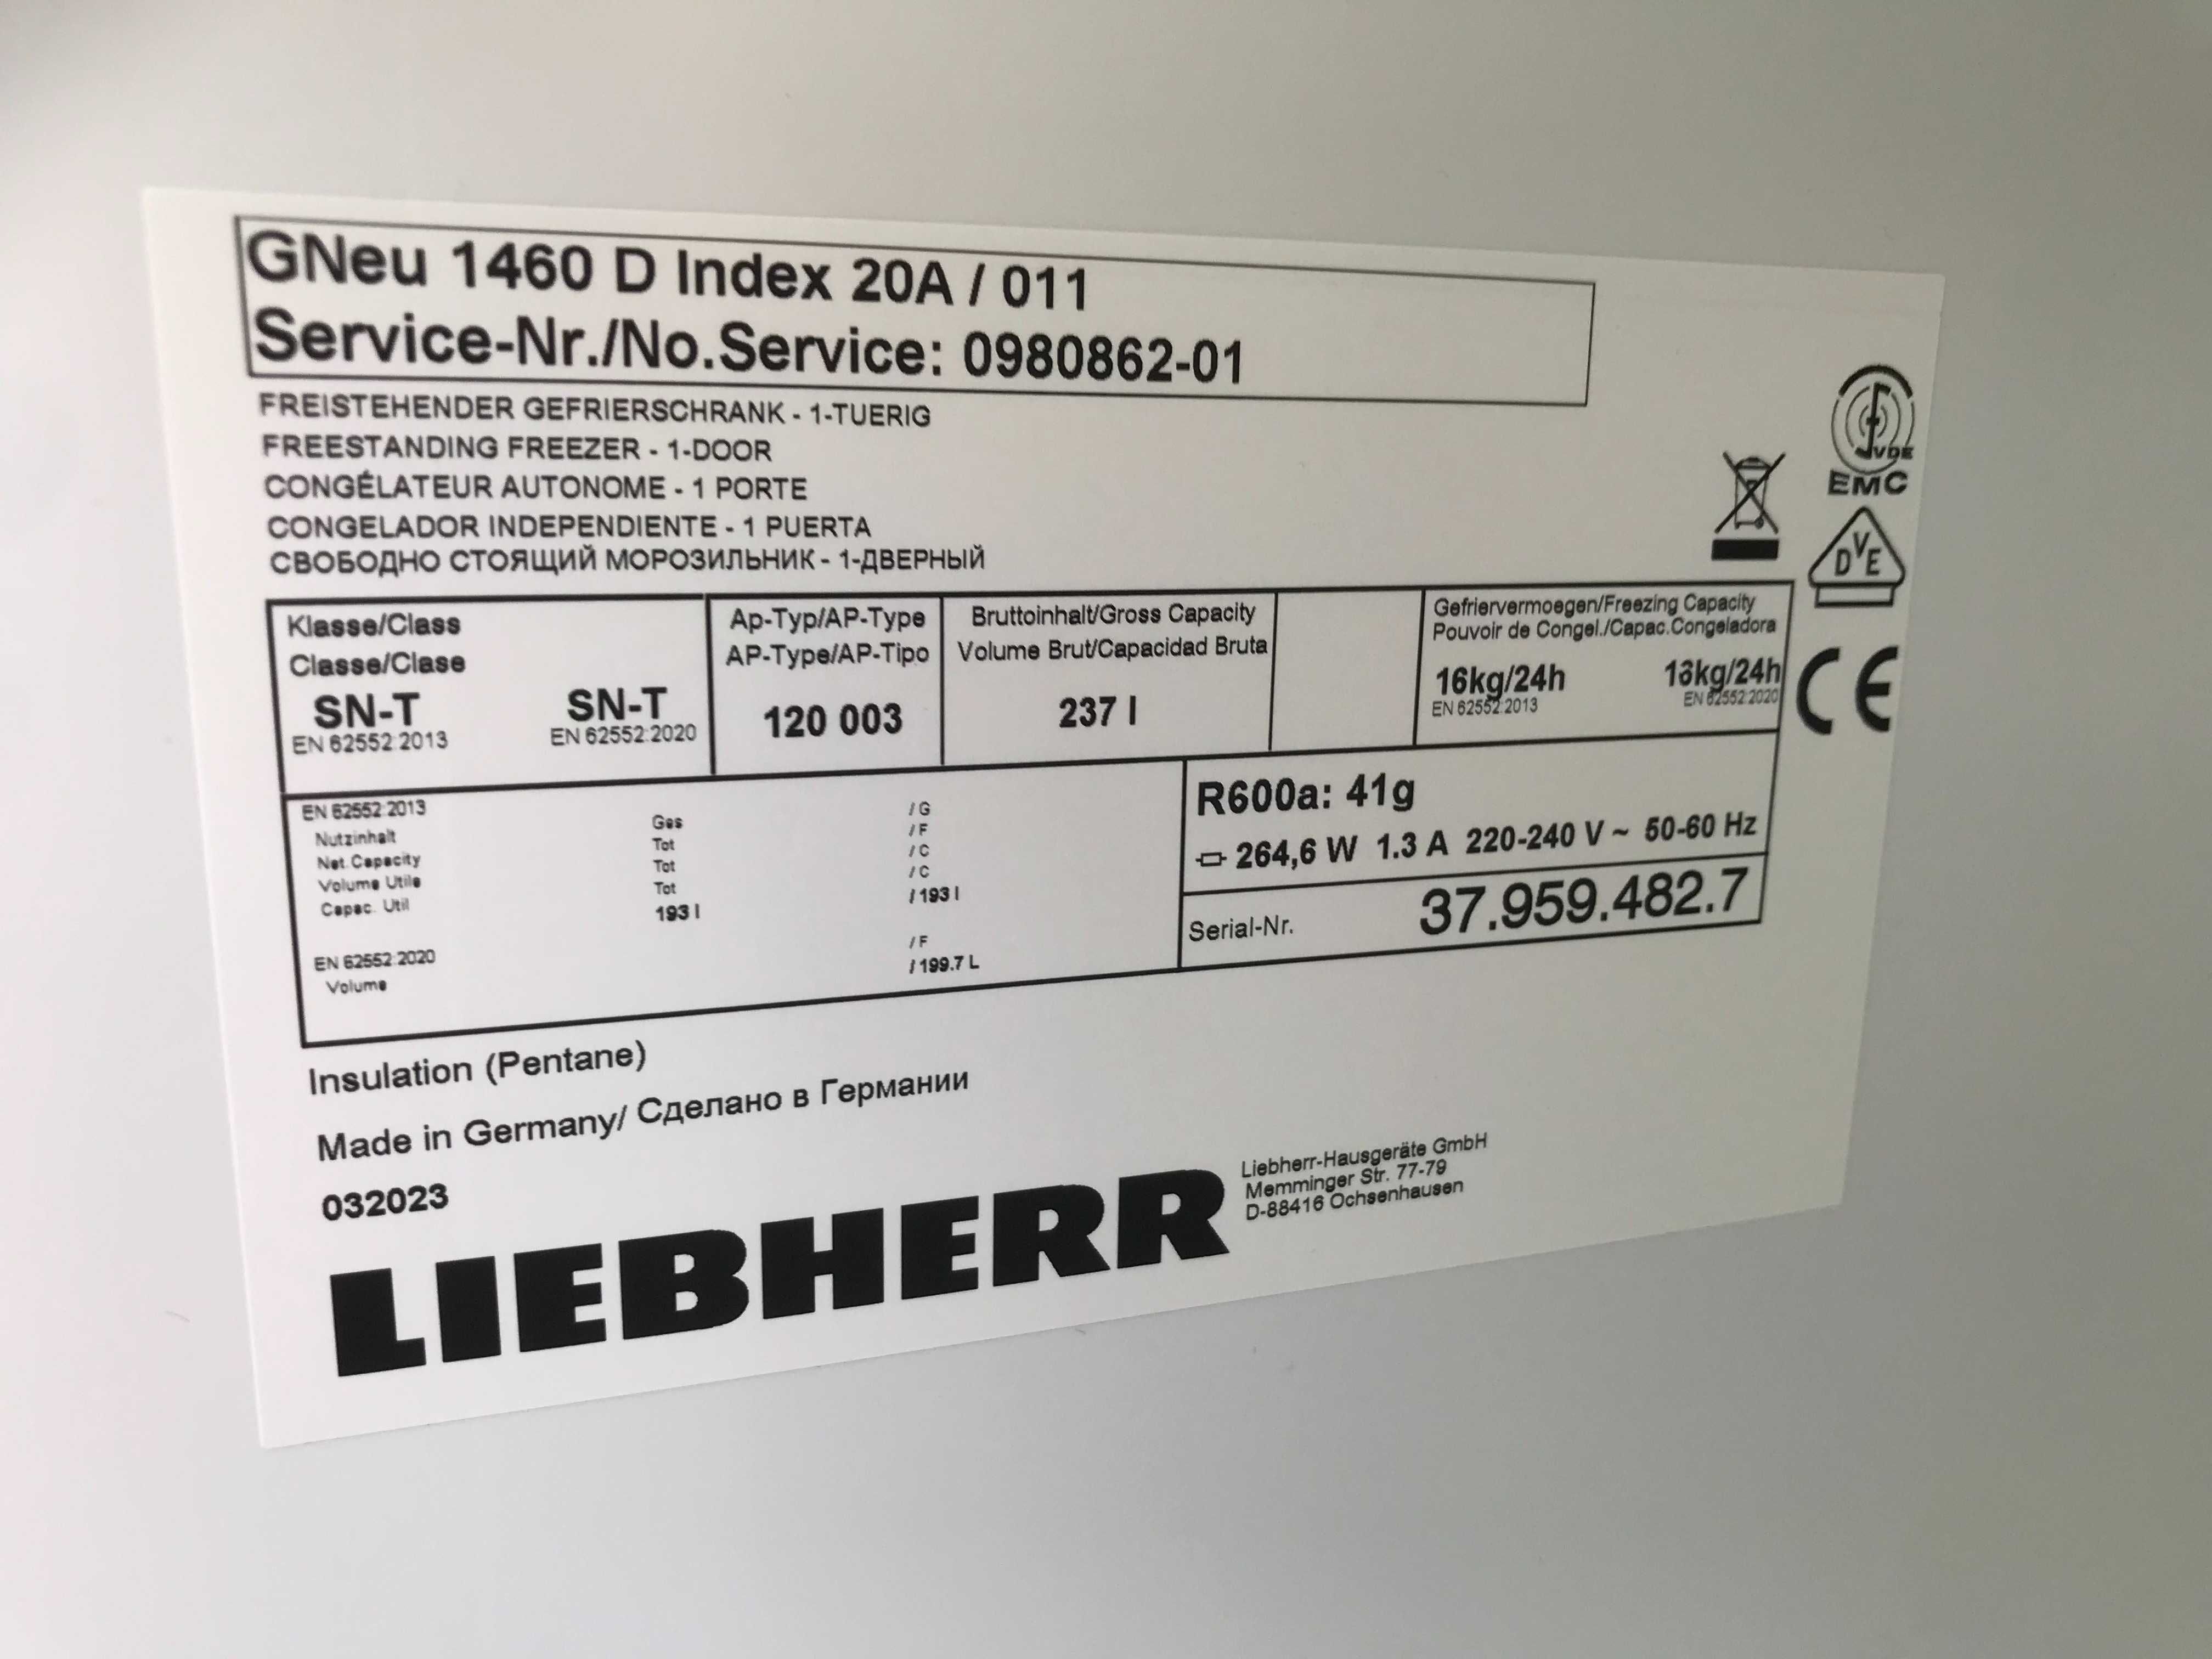 GNeu 1460 D Index 20A / 011
Service-Nr./No.Service: 0980862-01
FREISTEHENDER GEFRIERSCHRANK - 1-TUERIG
FREESTANDING FREEZER - 1-DOOR
CONGÉLATEUR AUTONOME - 1 PORTE
CONGELADOR INDEPENDIENTE - 1 PUERTA
СВОБОДНО СТОЯЩИЙ МОРОЗИЛЬНИК - 1-ДВЕРНЫЙ
VDE
EMC
DVE
CE
Klasse/Class
Classe/Clase
SN-T SN-T
EN 62552:2013 EN 62552:2020
Ap-Typ/AP-Type
AP-Type/AP-Tipo
120 003
Bruttoinhalt/Gross Capacity
Volume Brut/Capacidad Bruta
237 l
Gefriervermoegen/Freezing Capacity
Pouvoir de Congel./Capac.Congeladora
16kg/24h kg/24h
EN 62552:2013 EN 62552:2020
EN 62552:2013
Nutzinhalt Ges / G
Net.Capacity Tot / F
Volume Utile Tot / C
Capac. Util Tot / C
193 l / 193 l
EN 62552:2020 / F
Volume / 199.7 L
R600a: 41g
264,6 W 1.3 A 220-240 V ~ 50-60 Hz
Serial-Nr. 37.959.482.7
Insulation (Pentane)
Made in Germany/ Сделано в Германии
032023
LIEBHERR
Liebherr-Hausgeräte GmbH
Memminger Str. 77-79
D-88416 Ochsenhausen